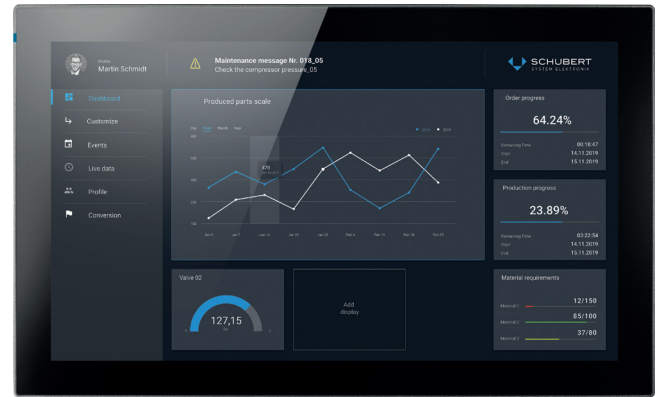 Martin Schmidt
Maintenance message Nr. 018_05
Check the compressor pressure_05
SCHUBERT
SYSTEM ELEKTRONIK
Dashboard
Customize
Events
Live data
Profile
Conversion
Produced parts scale
Day Week Month Year
Order progress
64.24%
Remaining time 00:18:47
Start 14.11.2019
End 15.11.2019
Production progress
23.89%
Remaining time 03:22:54
Start 14.11.2019
End 15.11.2019
Valve 02
127,15
Add
display
Material requirements
Material 1 12/150
Material 2 85/100
Material 3 37/80